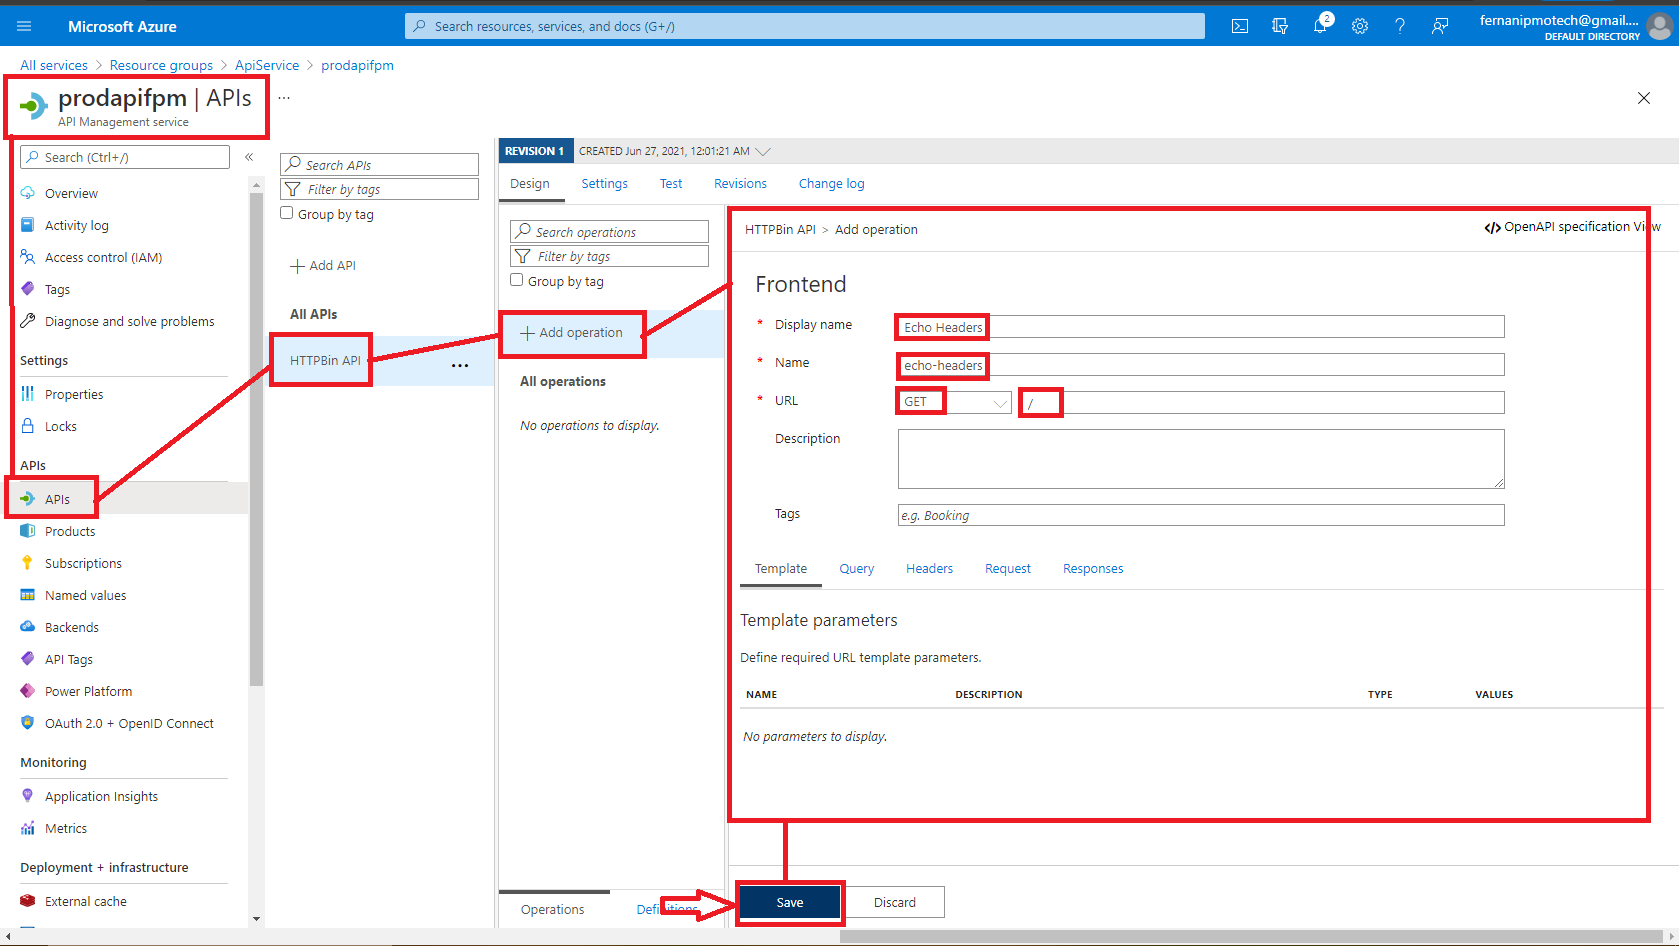 Microsoft Azure
Search resources, services, and docs (G+/)
2
fernanipmotech@gmail....
DEFAULT DIRECTORY
All services > Resource groups > ApiService > prodapifpm
prodapifpm | APIs
...
API Management service
Search (Ctrl+/)
«
Overview
Activity log
Access control (IAM)
Tags
Diagnose and solve problems
Settings
Properties
Locks
APIs
APIs
Products
Subscriptions
Named values
Backends
API Tags
Power Platform
OAuth 2.0 + OpenID Connect
Monitoring
Application Insights
Metrics
Deployment + infrastructure
External cache
Search APIs
Filter by tags
Group by tag
+ Add API
All APIs
HTTPBin API
...
REVISION 1
CREATED Jun 27, 2021, 12:01:21 AM
Design
Settings
Test
Revisions
Change log
Search operations
Filter by tags
Group by tag
+ Add operation
All operations
No operations to display.
Operations
Definitions
HTTPBin API > Add operation
</> OpenAPI specification View
Frontend
* Display name
Echo Headers
* Name
echo-headers
* URL
GET
/
Description
Tags
e.g. Booking
Template
Query
Headers
Request
Responses
Template parameters
Define required URL template parameters.
NAME
DESCRIPTION
TYPE
VALUES
No parameters to display.
Save
Discard